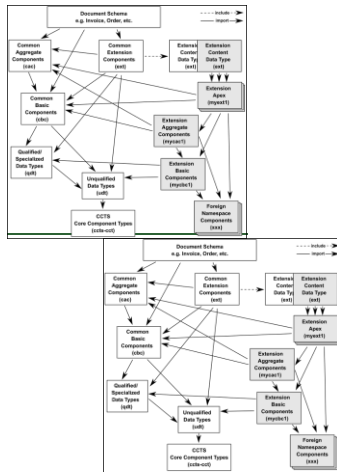 Document Schema
e.g. Invoice, Order, etc.
Include
Import
Common
Aggregate
Components
(cac)
Common
Extension
Components
(ext)
Extension
Content
Data Type
(ext)
Extension
Content
Data Type
(ext)
Common
Basic
Components
(cbc)
Extension
Apex
(myext1)
Extension
Aggregate
Components
(mycac1)
Qualified/
Specialized
Data Types
(qdt)
Unqualified
Data Types
(udt)
Extension
Basic
Components
(mycbc1)
CCTS
Core Component Types
(ccts-cct)
Foreign
Namespace
Components
(xxx)
Document Schema
e.g. Invoice, Order, etc.
Include
Import
Common
Aggregate
Components
(cac)
Common
Extension
Components
(ext)
Extension
Content
Data Type
(ext)
Extension
Content
Data Type
(ext)
Common
Basic
Components
(cbc)
Extension
Apex
(myext1)
Extension
Aggregate
Components
(mycac1)
Qualified/
Specialized
Data Types
(qdt)
Unqualified
Data Types
(udt)
Extension
Basic
Components
(mycbc1)
CCTS
Core Component Types
(ccts-cct)
Foreign
Namespace
Components
(xxx)